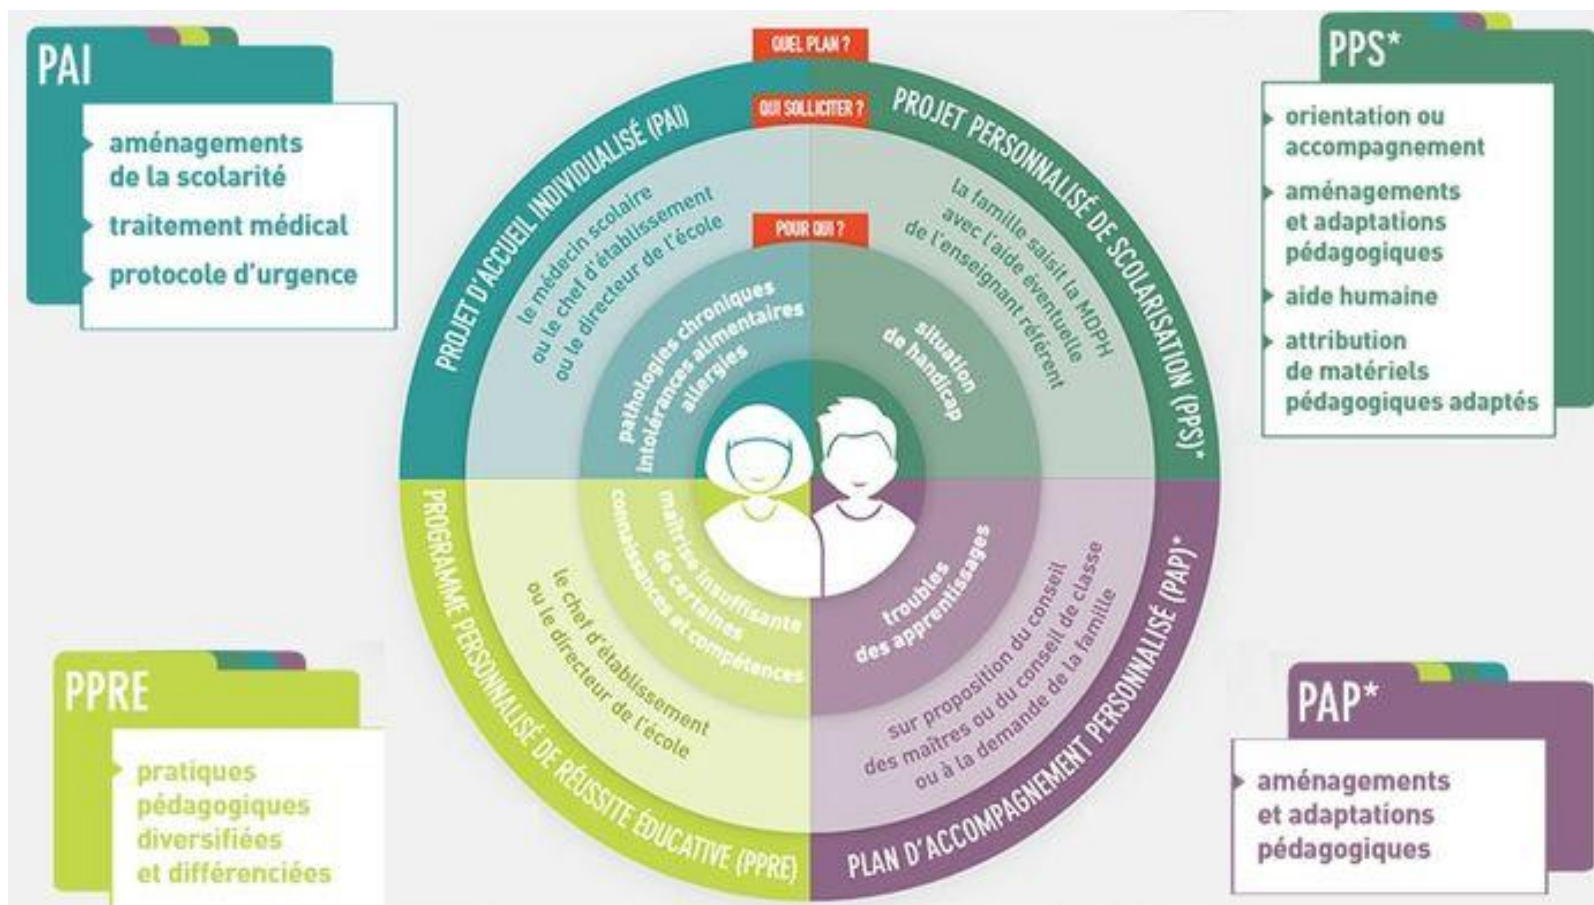 PAI
aménagements
de la scolarité
traitement médical
protocole d'urgence
QUEL PLAN ?
QUI SOLLICITER ?
POUR QUI ?
PROJET D'ACCUEIL INDIVIDUALISÉ (PAI)
le médecin scolaire
ou le chef d'établissement
ou le directeur de l'école
pathologies chroniques
intolérances alimentaires
allergies
PROJET PERSONNALISÉ DE SCOLARISATION (PPS)*
la famille saisit la MDPH
avec l'aide éventuelle
de l'enseignant référent
situation
de handicap
PPS*
orientation ou
accompagnement
aménagements
et adaptations
pédagogiques
aide humaine
attribution
de matériels
pédagogiques adaptés
PROGRAMME PERSONNALISÉ DE RÉUSSITE ÉDUCATIVE (PPRE)
le chef d'établissement
ou le directeur de l'école
maîtrise insuffisante
de certaines
connaissances et compétences
PLAN D'ACCOMPAGNEMENT PERSONNALISÉ (PAP)*
sur proposition du conseil
des maîtres ou du conseil de classe
ou à la demande de la famille
troubles
des apprentissages
PPRE
pratiques
pédagogiques
diversifiées
et différenciées
PAP*
aménagements
et adaptations
pédagogiques